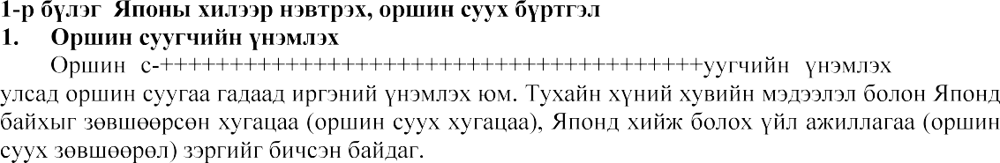 1-р бүлэг Японы хилээр нэвтрэх, оршин суух бүртгэл
1. Оршин суугчийн үнэмлэх
Оршин с-+++++++++++++++++++++++++++++++++++++++уугчийн үнэмлэх
улсад оршин суугаа гадаад иргэний үнэмлэх юм. Тухайн хүний хувийн мэдээлэл болон Японд
байхыг зөвшөөрсөн хугацаа (оршин суух хугацаа), Японд хийж болох үйл ажиллагаа (оршин
суух зөвшөөрөл) зэргийг бичсэн байдаг.